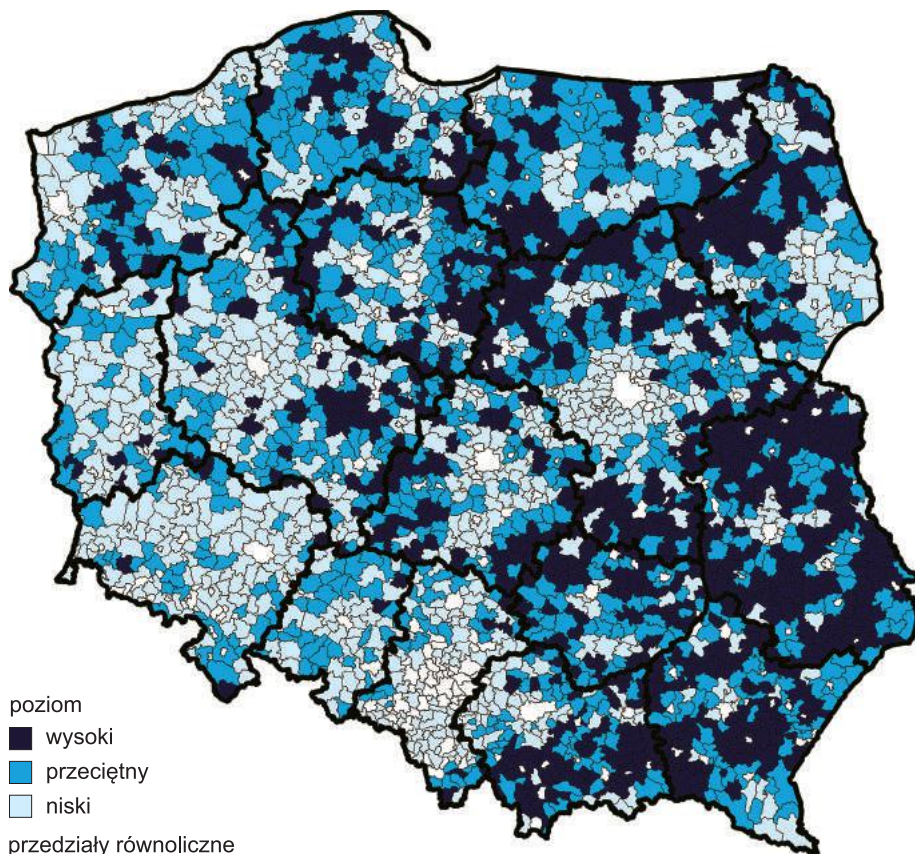 poziom
wysoki
przeciętny
niski
przedziały równoliczne